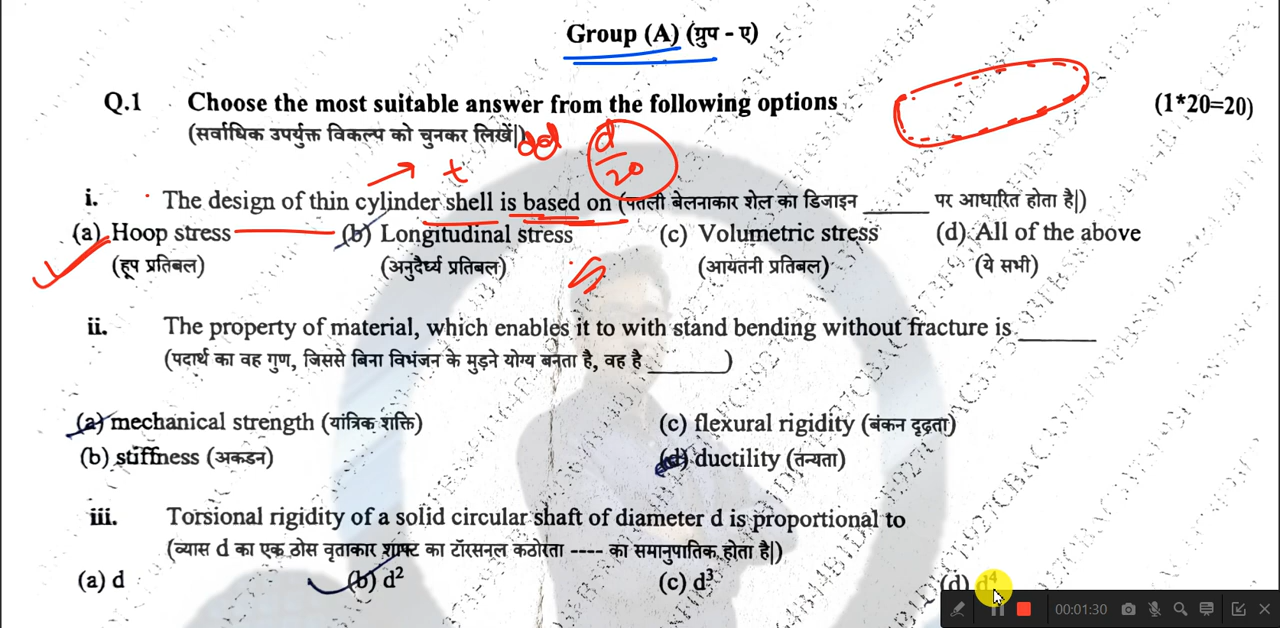 Group (A) (ग्रुप - ए)
Q.1 Choose the most suitable answer from the following options (1*20=20)
(सर्वाधिक उपर्युक्त विकल्प को चुनकर लिखें|)
d/20
t
i. The design of thin cylinder shell is based on (पतली बेलनाकार शेल का डिजाइन ______ पर आधारित होता है|)
(a) Hoop stress (b) Longitudinal stress (c) Volumetric stress (d) All of the above
(हूप प्रतिबल) (अनुदैर्ध्य प्रतिबल) (आयतनी प्रतिबल) (ये सभी)
ii. The property of material, which enables it to with stand bending without fracture is ______
(पदार्थ का वह गुण, जिससे बिना विभंजन के मुड़ने योग्य बनता है, वह है ______)
(a) mechanical strength (यांत्रिक शक्ति) (c) flexural rigidity (बंकन दृढ़ता)
(b) stiffness (अकडन) (d) ductility (तन्यता)
iii. Torsional rigidity of a solid circular shaft of diameter d is proportional to
(व्यास d का एक ठोस वृताकार शाफ्ट का टॉरसनल कठोरता ---- का समानुपातिक होता है|)
(a) d (b) d² (c) d³ (d) d⁴
00:01:30